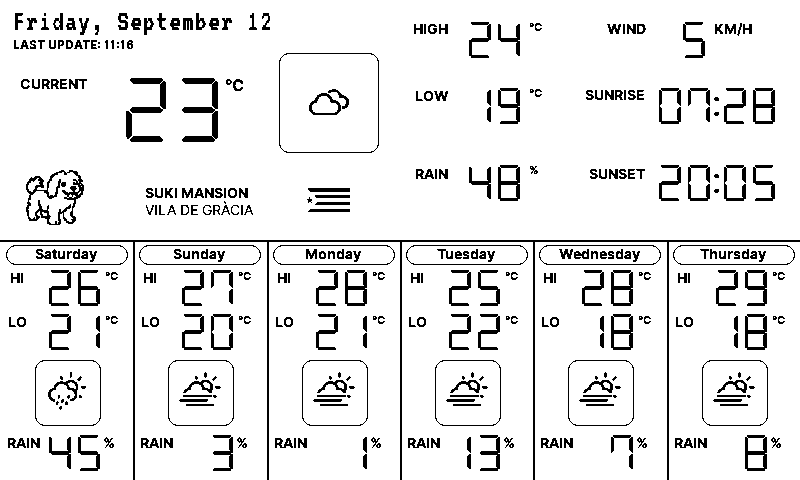 Friday, September 12
LAST UPDATE: 11:16
CURRENT 23 °C
SUKI MANSION
VILA DE GRÀCIA
HIGH 24 °C
WIND 5 KM/H
LOW 19 °C
SUNRISE 07:28
RAIN 48 %
SUNSET 20:05
Saturday
HI 26 °C
LO 21 °C
RAIN 45 %
Sunday
HI 27 °C
LO 20 °C
RAIN 3 %
Monday
HI 28 °C
LO 21 °C
RAIN 1 %
Tuesday
HI 25 °C
LO 22 °C
RAIN 13 %
Wednesday
HI 28 °C
LO 18 °C
RAIN 7 %
Thursday
HI 29 °C
LO 18 °C
RAIN 8 %